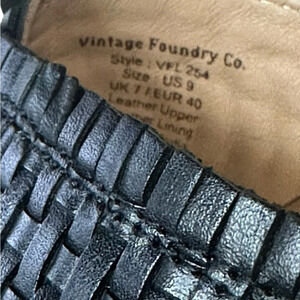 Vintage Foundry Co.
Style : VFL 254
Size : US 9
UK 7 / EUR 40
Leather Upper
Lining